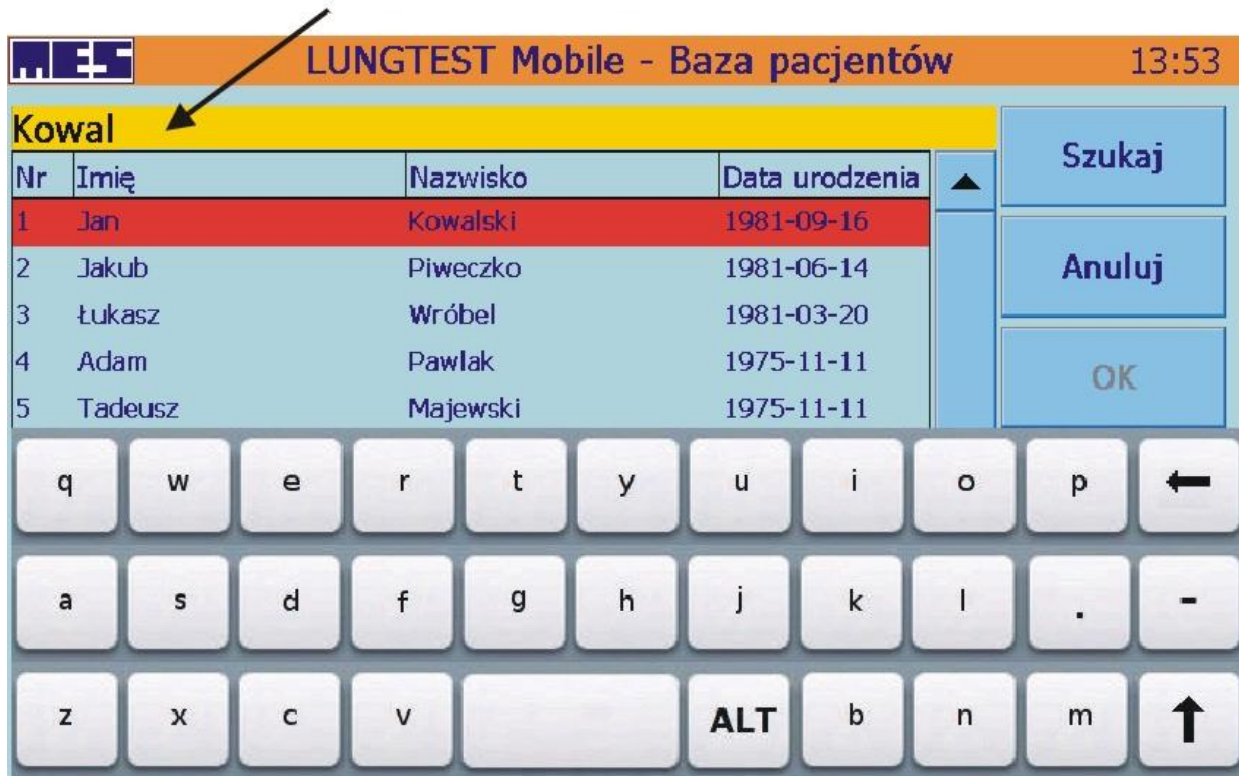 MES LUNGTEST Mobile - Baza pacjentów 13:53
Kowal
Szukaj
Nr Imię Nazwisko Data urodzenia
1 Jan Kowalski 1981-09-16
2 Jakub Piweczko 1981-06-14
Anuluj
3 Łukasz Wróbel 1981-03-20
4 Adam Pawlak 1975-11-11
OK
5 Tadeusz Majewski 1975-11-11
q w e r t y u i o p
a s d f g h j k l . -
z x c v ALT b n m